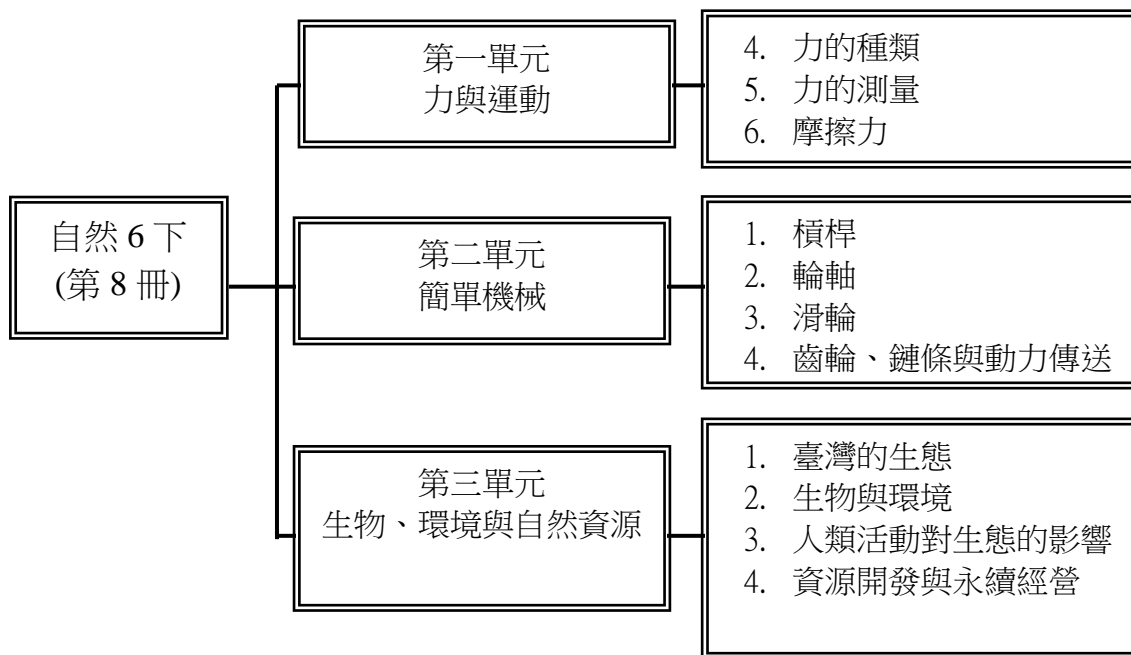 自然 6 下
(第 8 冊)
第一單元
力與運動
4. 力的種類
5. 力的測量
6. 摩擦力
第二單元
簡單機械
1. 槓桿
2. 輪軸
3. 滑輪
4. 齒輪、鏈條與動力傳送
第三單元
生物、環境與自然資源
1. 臺灣的生態
2. 生物與環境
3. 人類活動對生態的影響
4. 資源開發與永續經營